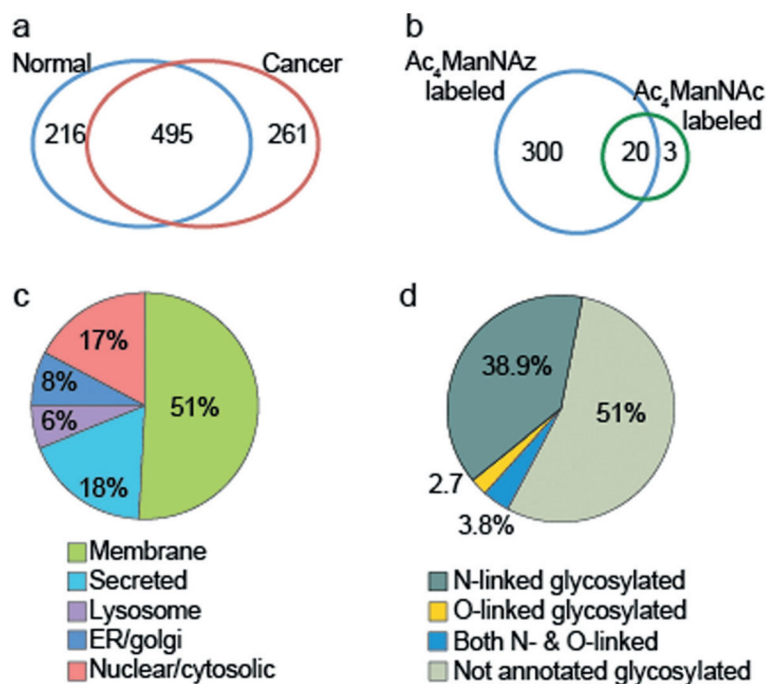 a
Normal
Cancer
216
495
261
b
Ac₄ManNAz
labeled
Ac₄ManNAc
labeled
300
20
3
c
17%
8%
6%
18%
51%
Membrane
Secreted
Lysosome
ER/golgi
Nuclear/cytosolic
d
38.9%
51%
2.7
3.8%
N-linked glycosylated
O-linked glycosylated
Both N- & O-linked
Not annotated glycosylated